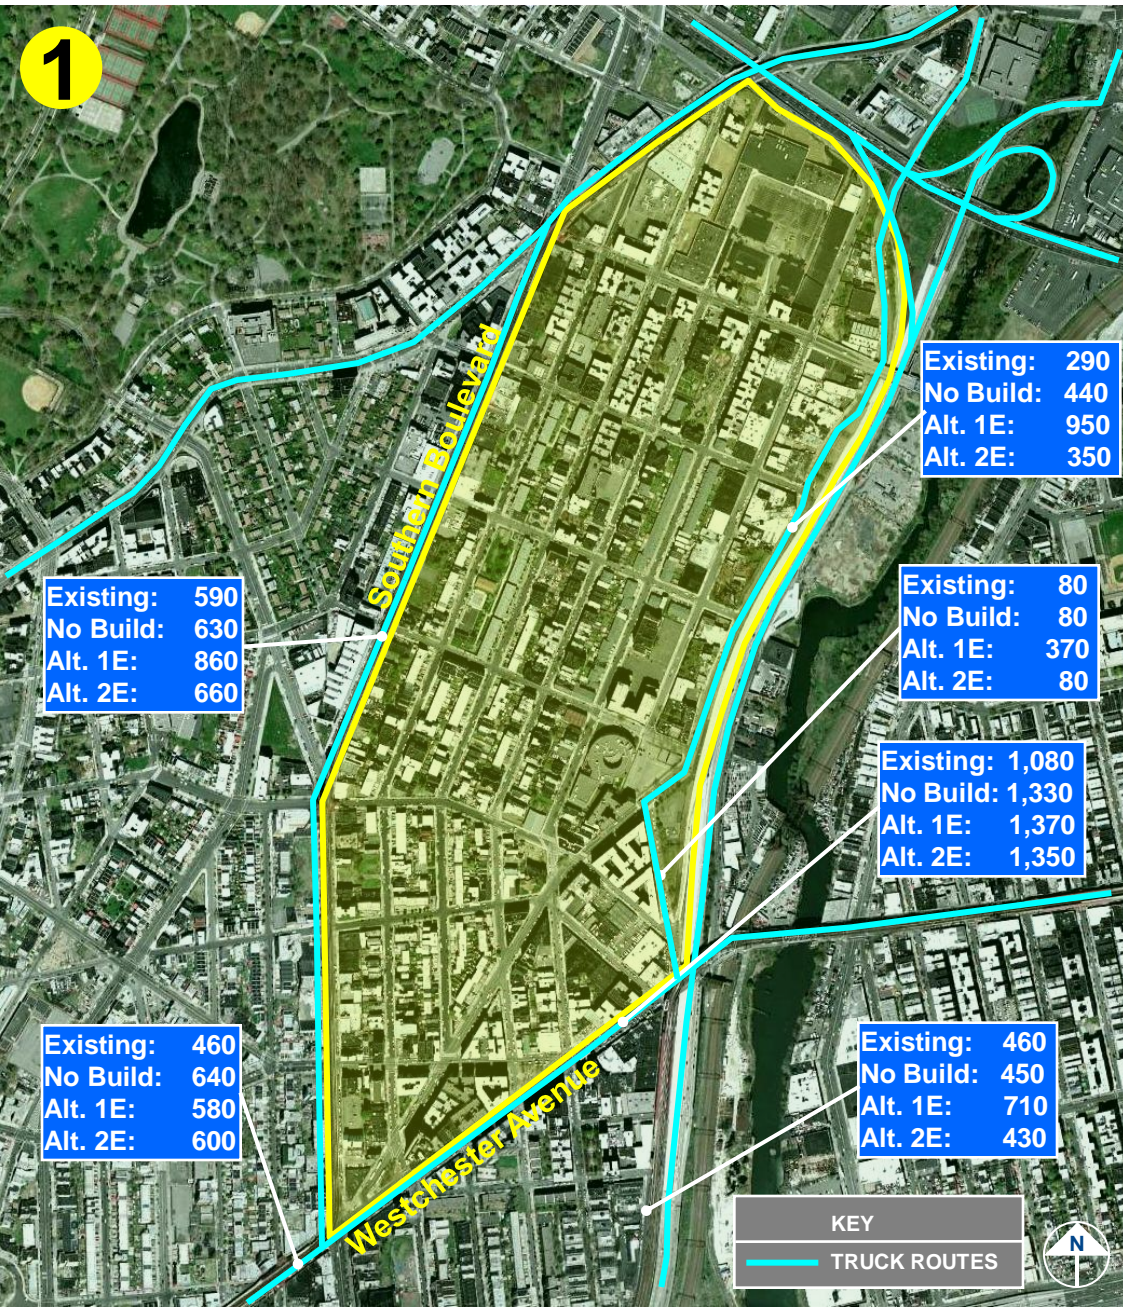 1
Southern Boulevard
Existing: 290
No Build: 440
Alt. 1E: 950
Alt. 2E: 350
Existing: 590
No Build: 630
Alt. 1E: 860
Alt. 2E: 660
Existing: 80
No Build: 80
Alt. 1E: 370
Alt. 2E: 80
Existing: 1,080
No Build: 1,330
Alt. 1E: 1,370
Alt. 2E: 1,350
Existing: 460
No Build: 640
Alt. 1E: 580
Alt. 2E: 600
Westchester Avenue
Existing: 460
No Build: 450
Alt. 1E: 710
Alt. 2E: 430
KEY
TRUCK ROUTES
N